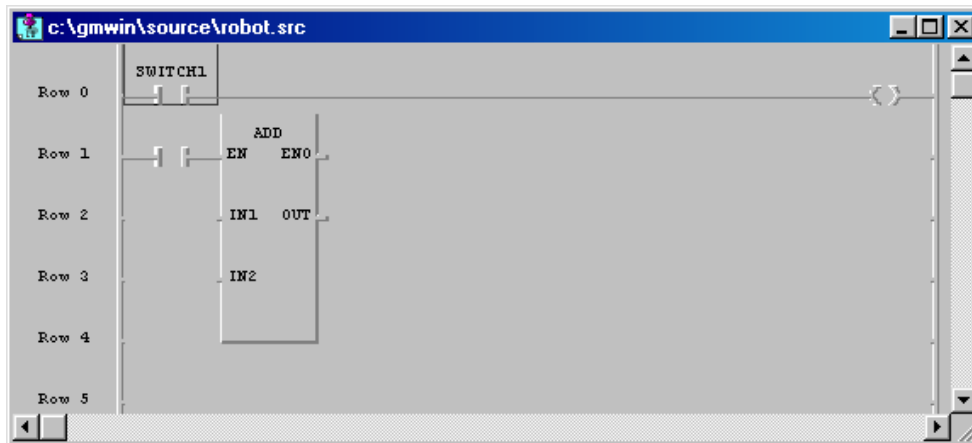 c:\gmwin\source\robot.src
SWITCH1
Row 0
ADD
Row 1 EN ENO
Row 2 IN1 OUT
Row 3 IN2
Row 4
Row 5